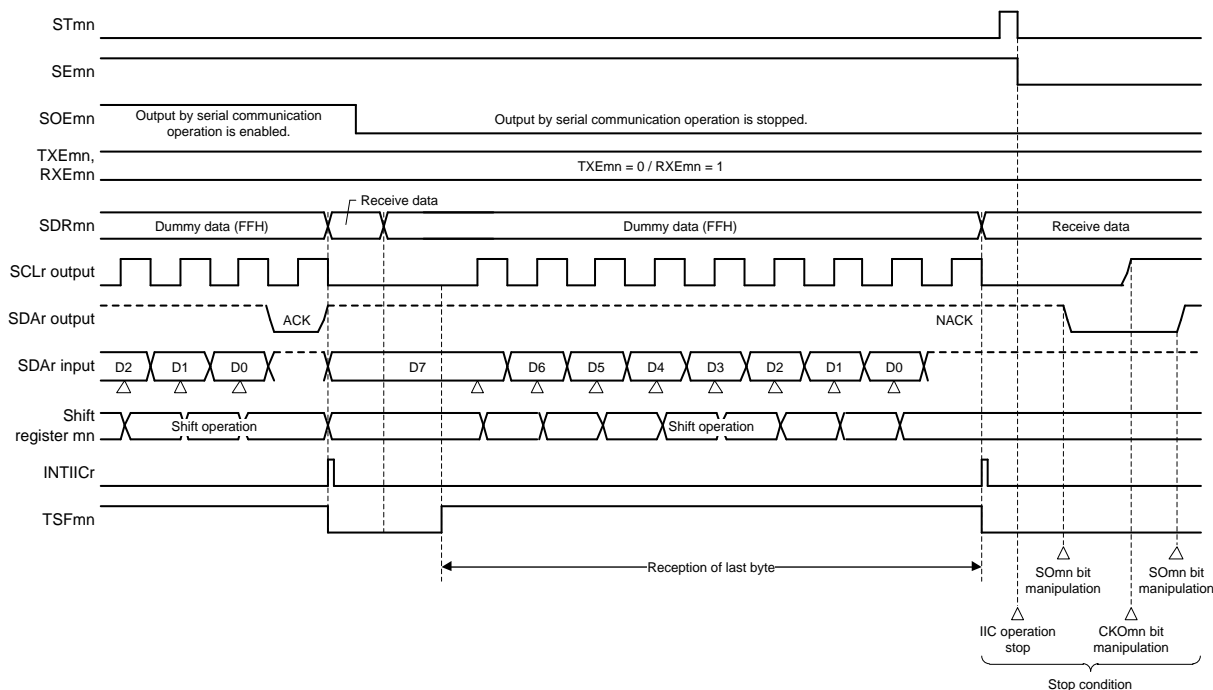 STmn
SEmn
SOEmn
Output by serial communication
operation is enabled.
Output by serial communication operation is stopped.
TXEmn,
RXEmn
TXEmn = 0 / RXEmn = 1
Receive data
SDRmn
Dummy data (FFH)
Dummy data (FFH)
Receive data
SCLr output
SDAr output
ACK
NACK
SDAr input
D2
D1
D0
D7
D6
D5
D4
D3
D2
D1
D0
Shift
register mn
Shift operation
Shift operation
INTIICr
TSFmn
Reception of last byte
SOmn bit
manipulation
SOmn bit
manipulation
IIC operation
stop
CKOmn bit
manipulation
Stop condition